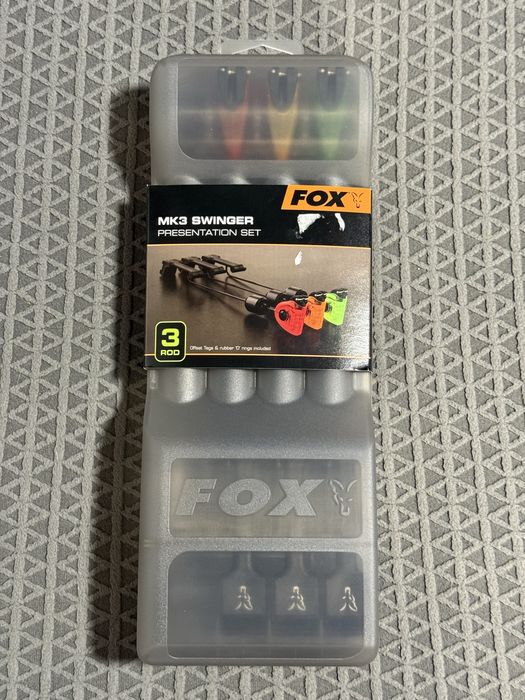 FOX
MK3 SWINGER
PRESENTATION SET
3
ROD
Offset Tags & rubber 'O' rings included
FOX